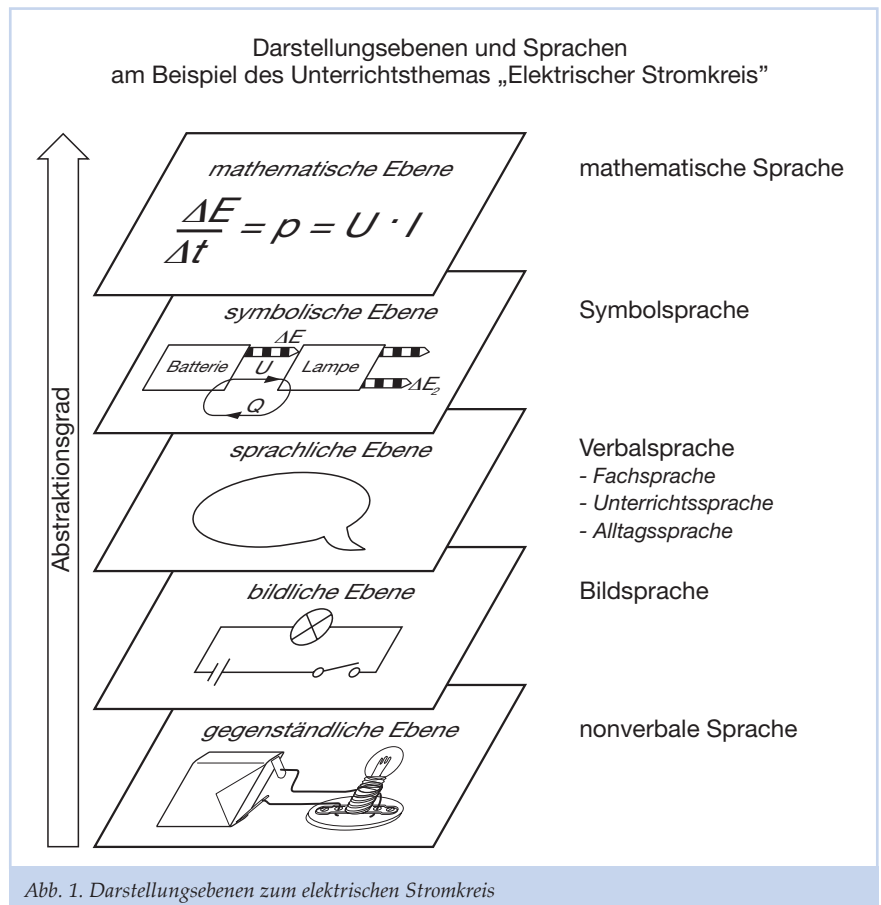 Darstellungsebenen und Sprachen
am Beispiel des Unterrichtsthemas „Elektrischer Stromkreis”
Abstraktionsgrad
mathematische Ebene
ΔE/Δt = p = U · I
mathematische Sprache
symbolische Ebene
ΔE
Batterie U Lampe
Q ΔE₂
Symbolsprache
sprachliche Ebene
Verbalsprache
- Fachsprache
- Unterrichtssprache
- Alltagssprache
bildliche Ebene
Bildsprache
gegenständliche Ebene
nonverbale Sprache
Abb. 1. Darstellungsebenen zum elektrischen Stromkreis